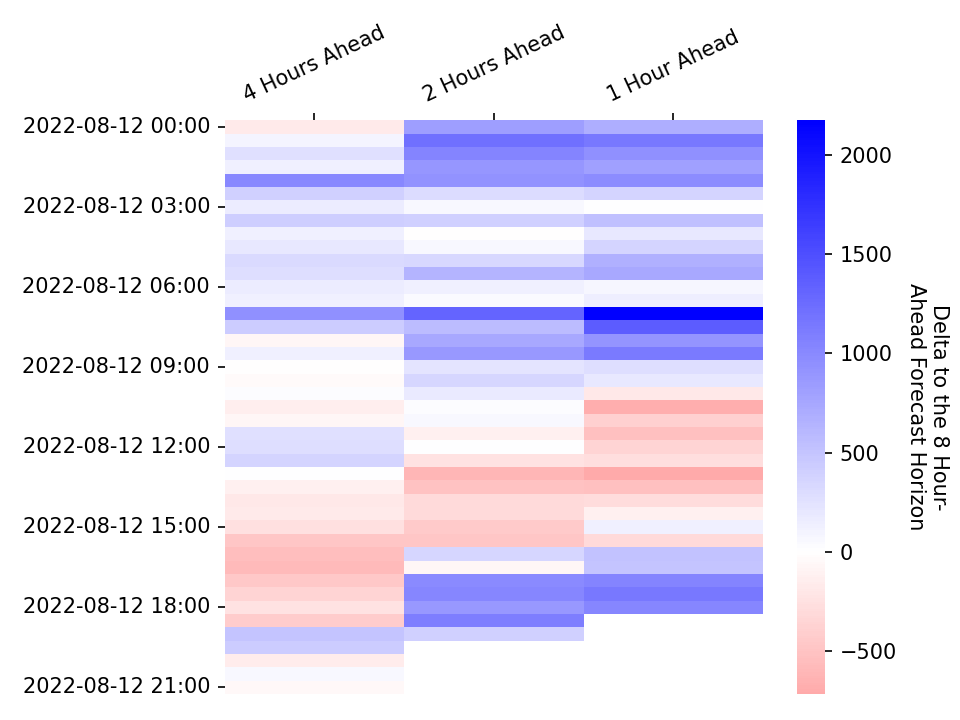 4 Hours Ahead
2 Hours Ahead
1 Hour Ahead
2022-08-12 00:00
2022-08-12 03:00
2022-08-12 06:00
2022-08-12 09:00
2022-08-12 12:00
2022-08-12 15:00
2022-08-12 18:00
2022-08-12 21:00
2000
1500
1000
500
0
−500
Delta to the 8 Hour-
Ahead Forecast Horizon